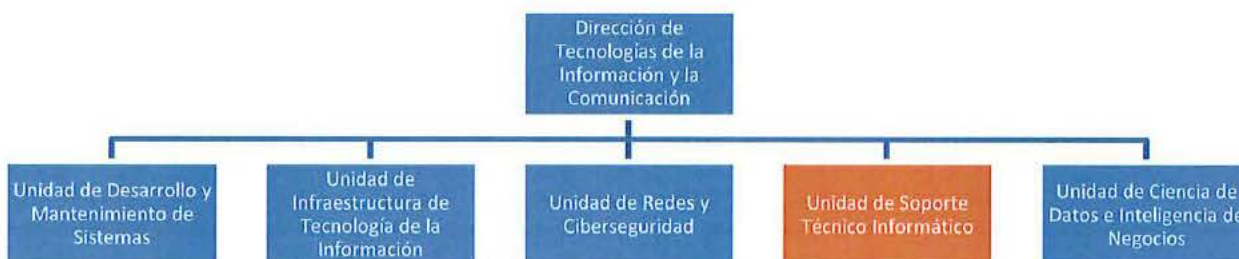 Dirección de
Tecnologías de la
Información y la
Comunicación
Unidad de Desarrollo y
Mantenimiento de
Sistemas
Unidad de
Infraestructura de
Tecnología de la
Información
Unidad de Redes y
Ciberseguridad
Unidad de Soporte
Técnico Informático
Unidad de Ciencia de
Datos e Inteligencia de
Negocios